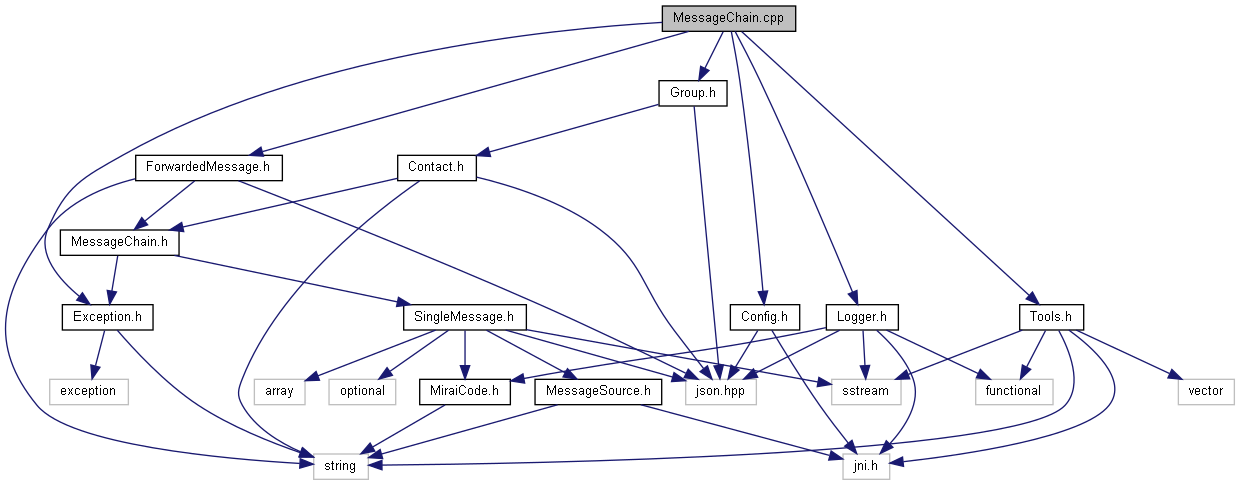 MessageChain.cpp
Group.h
ForwardedMessage.h
Contact.h
MessageChain.h
Exception.h
SingleMessage.h
Config.h
Logger.h
Tools.h
exception
array
optional
MiraiCode.h
MessageSource.h
json.hpp
sstream
functional
vector
string
jni.h